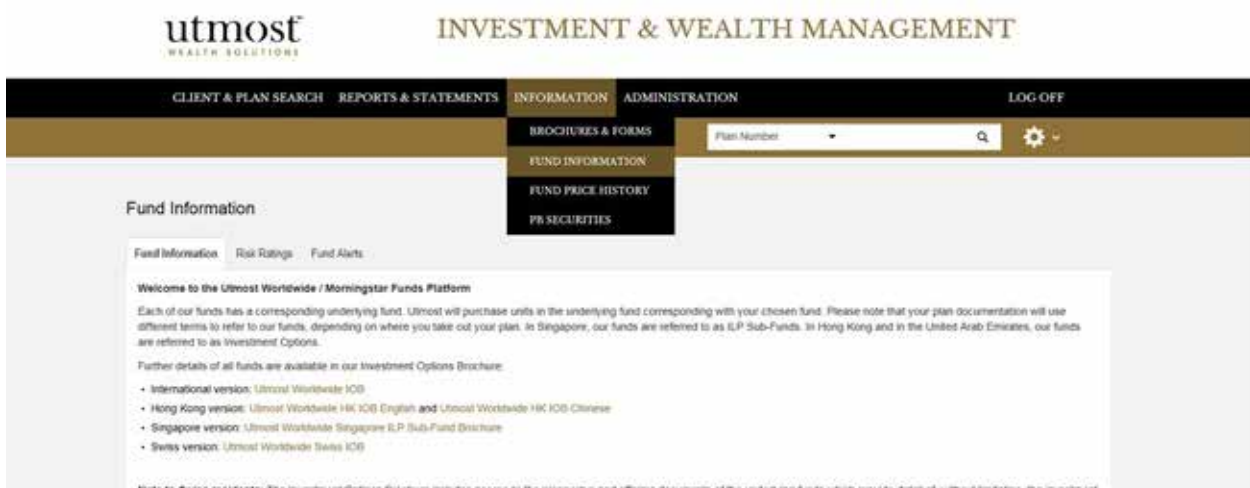 utmost
WEALTH SOLUTIONS
INVESTMENT & WEALTH MANAGEMENT
CLIENT & PLAN SEARCH REPORTS & STATEMENTS INFORMATION ADMINISTRATION LOG OFF
BROCHURES & FORMS
Plan Number
FUND INFORMATION
FUND PRICE HISTORY
PB SECURITIES
Fund Information
Fund Information Risk Ratings Fund Alerts
Welcome to the Utmost Worldwide / Morningstar Funds Platform
Each of our funds has a corresponding underlying fund. Utmost will purchase units in the underlying fund corresponding with your chosen fund. Please note that your plan documentation will use
different terms to refer to our funds, depending on where you take out your plan. In Singapore, our funds are referred to as ILP Sub-Funds. In Hong Kong and in the United Arab Emirates, our funds
are referred to as Investment Options.
Further details of all funds are available in our Investment Options Brochure:
• International version: Utmost Worldwide IOB
• Hong Kong version: Utmost Worldwide HK IOB English and Utmost Worldwide HK IOB Chinese
• Singapore version: Utmost Worldwide Singapore ILP Sub-Fund Brochure
• Swiss version: Utmost Worldwide Swiss IOB